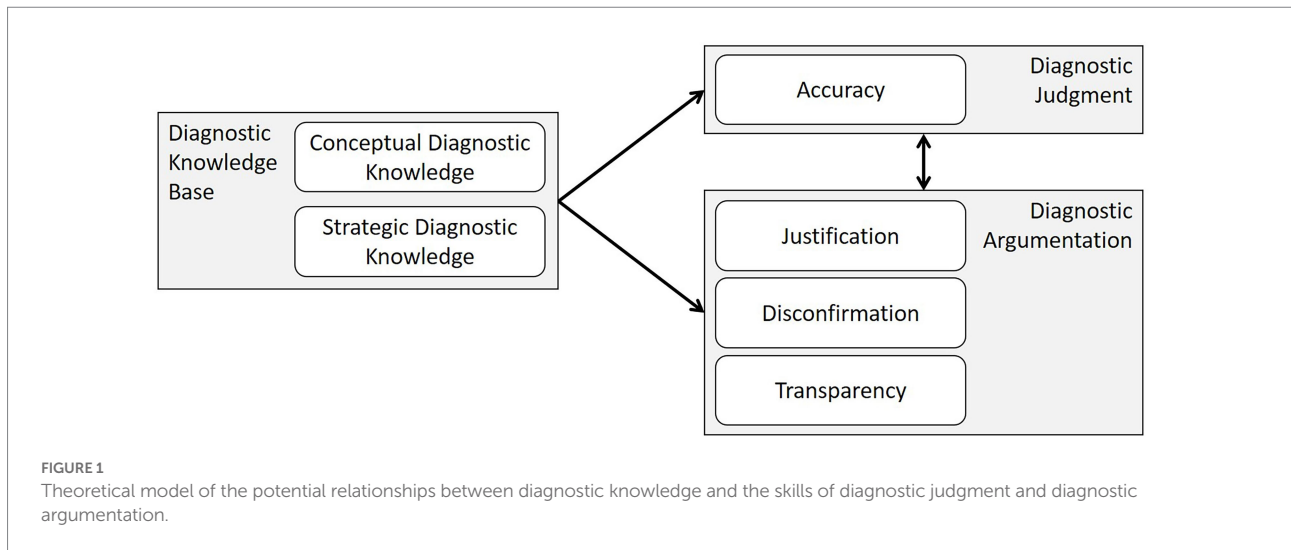 Diagnostic
Knowledge
Base
Conceptual Diagnostic
Knowledge
Strategic Diagnostic
Knowledge
Accuracy
Diagnostic
Judgment
Justification
Disconfirmation
Transparency
Diagnostic
Argumentation
FIGURE 1
Theoretical model of the potential relationships between diagnostic knowledge and the skills of diagnostic judgment and diagnostic
argumentation.